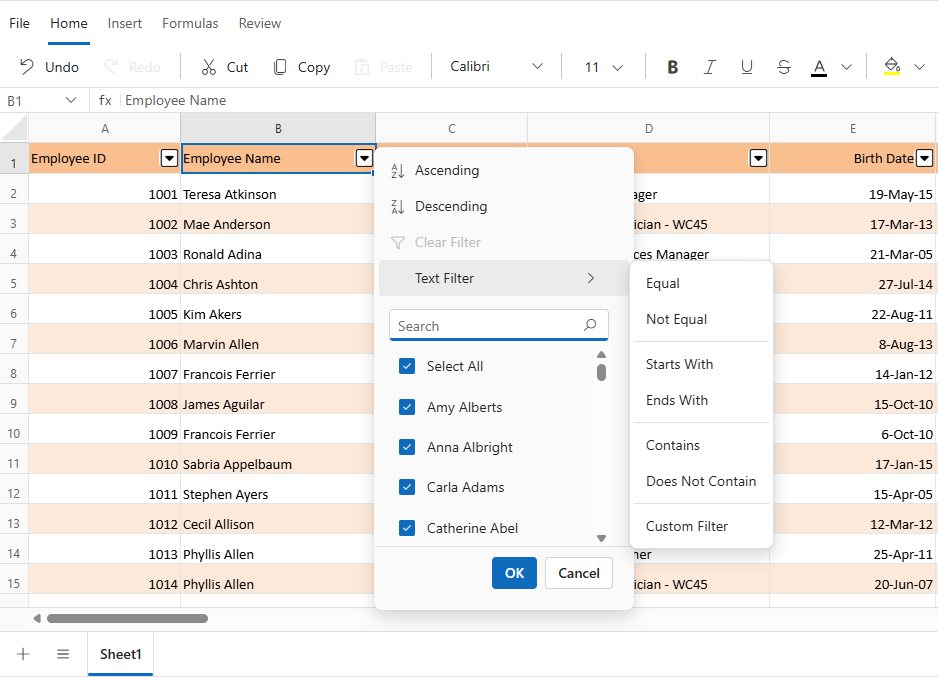 File Home Insert Formulas Review
Undo Redo Cut Copy Paste Calibri 11 B I U S A
B1 fx Employee Name
A B C D E
1 Employee ID Employee Name Birth Date
2 1001 Teresa Atkinson ager 19-May-15
3 1002 Mae Anderson ician - WC45 17-Mar-13
4 1003 Ronald Adina ces Manager 21-Mar-05
5 1004 Chris Ashton 27-Jul-14
6 1005 Kim Akers 22-Aug-11
7 1006 Marvin Allen 8-Aug-13
8 1007 Francois Ferrier 14-Jan-12
9 1008 James Aguilar 15-Oct-10
10 1009 Francois Ferrier 6-Oct-10
11 1010 Sabria Appelbaum 17-Jan-15
12 1011 Stephen Ayers 15-Apr-05
13 1012 Cecil Allison 12-Mar-12
14 1013 Phyllis Allen ner 25-Apr-11
15 1014 Phyllis Allen ician - WC45 20-Jun-07
Ascending
Descending
Clear Filter
Text Filter
Search
Select All
Amy Alberts
Anna Albright
Carla Adams
Catherine Abel
OK Cancel
Equal
Not Equal
Starts With
Ends With
Contains
Does Not Contain
Custom Filter
Sheet1